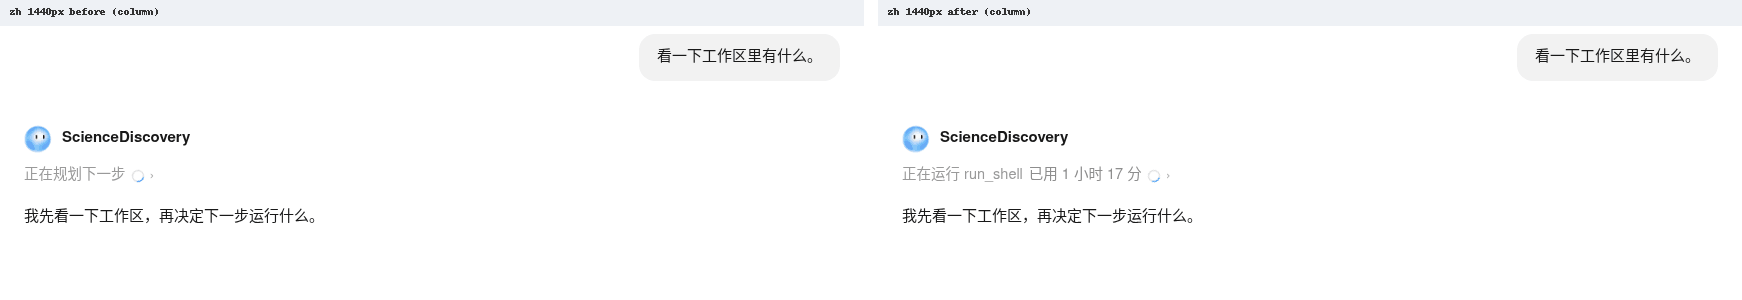 zh 1440px before (column)
看一下工作区里有什么。
ScienceDiscovery
正在规划下一步 ›
我先看一下工作区，再决定下一步运行什么。
zh 1440px after (column)
看一下工作区里有什么。
ScienceDiscovery
正在运行 run_shell 已用 1 小时 17 分 ›
我先看一下工作区，再决定下一步运行什么。